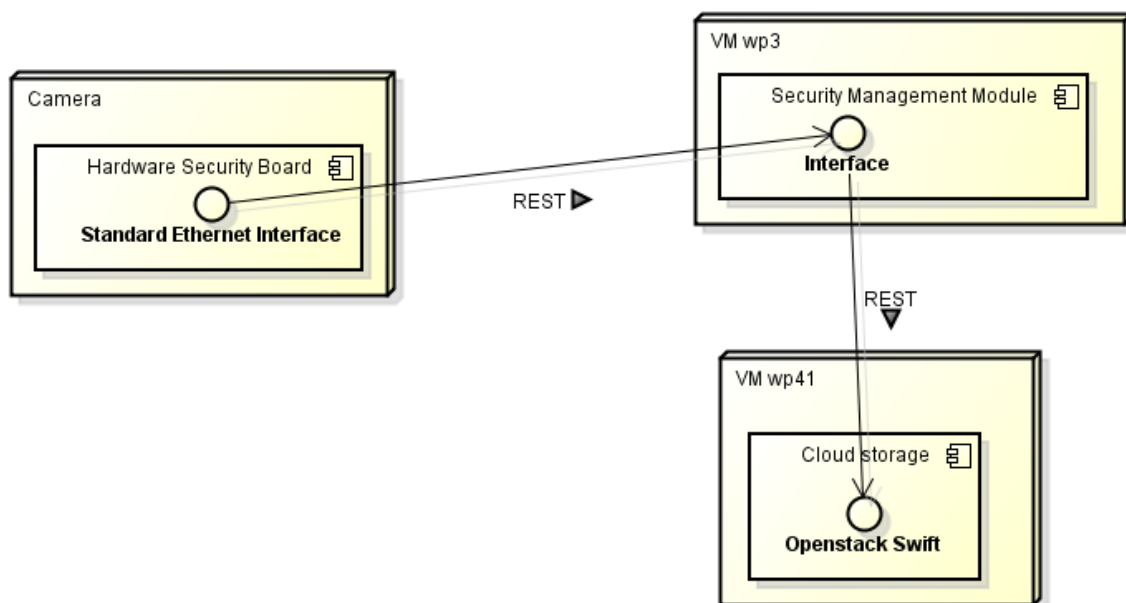 Camera
Hardware Security Board
Standard Ethernet Interface
REST
VM wp3
Security Management Module
Interface
REST
VM wp41
Cloud storage
Openstack Swift